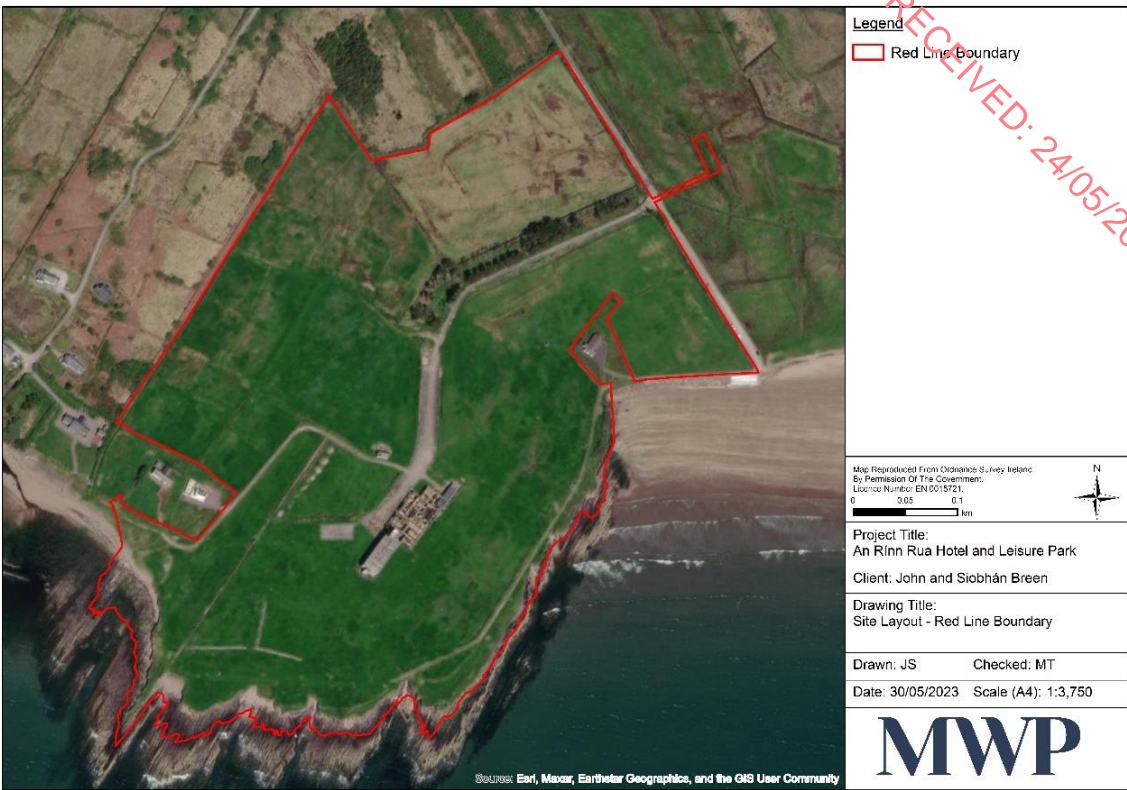 Legend
Red Line Boundary
RECEIVED: 24/05/20
Map Reproduced From Ordnance Survey Ireland
By Permission Of The Government.
Licence Number EN 0015721.
N
0 0.05 0.1
km
Project Title:
An Rínn Rua Hotel and Leisure Park
Client: John and Siobhán Breen
Drawing Title:
Site Layout - Red Line Boundary
Drawn: JS Checked: MT
Date: 30/05/2023 Scale (A4): 1:3,750
MWP
Source: Esri, Maxar, Earthstar Geographics, and the GIS User Community